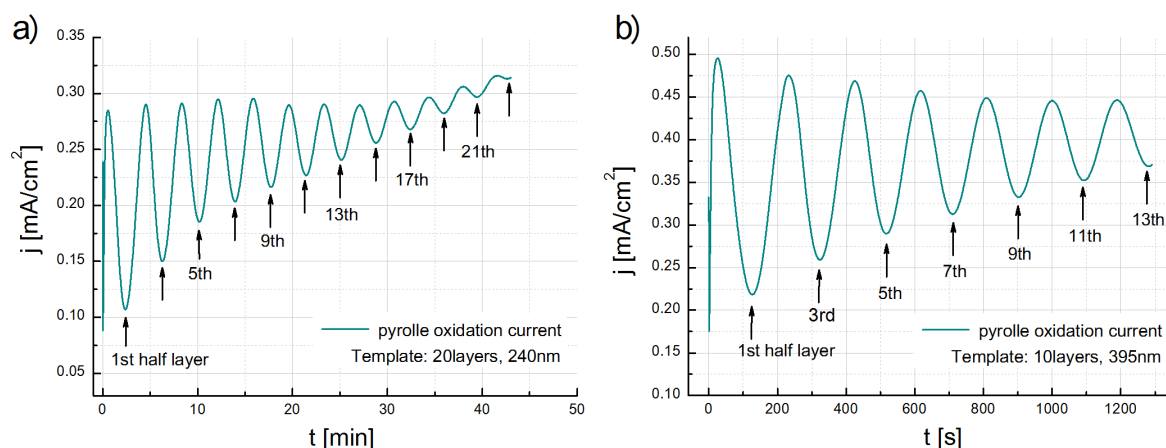 a)
0.35
0.30
0.25
0.20
0.15
0.10
0.05
j [mA/cm²]
1st half layer
5th
9th
13th
17th
21th
pyrolle oxidation current
Template: 20layers, 240nm
0
10
20
30
40
50
t [min]
b)
0.50
0.45
0.40
0.35
0.30
0.25
0.20
0.15
0.10
j [mA/cm²]
1st half layer
3rd
5th
7th
9th
11th
13th
pyrolle oxidation current
Template: 10layers, 395nm
0
200
400
600
800
1000
1200
t [s]